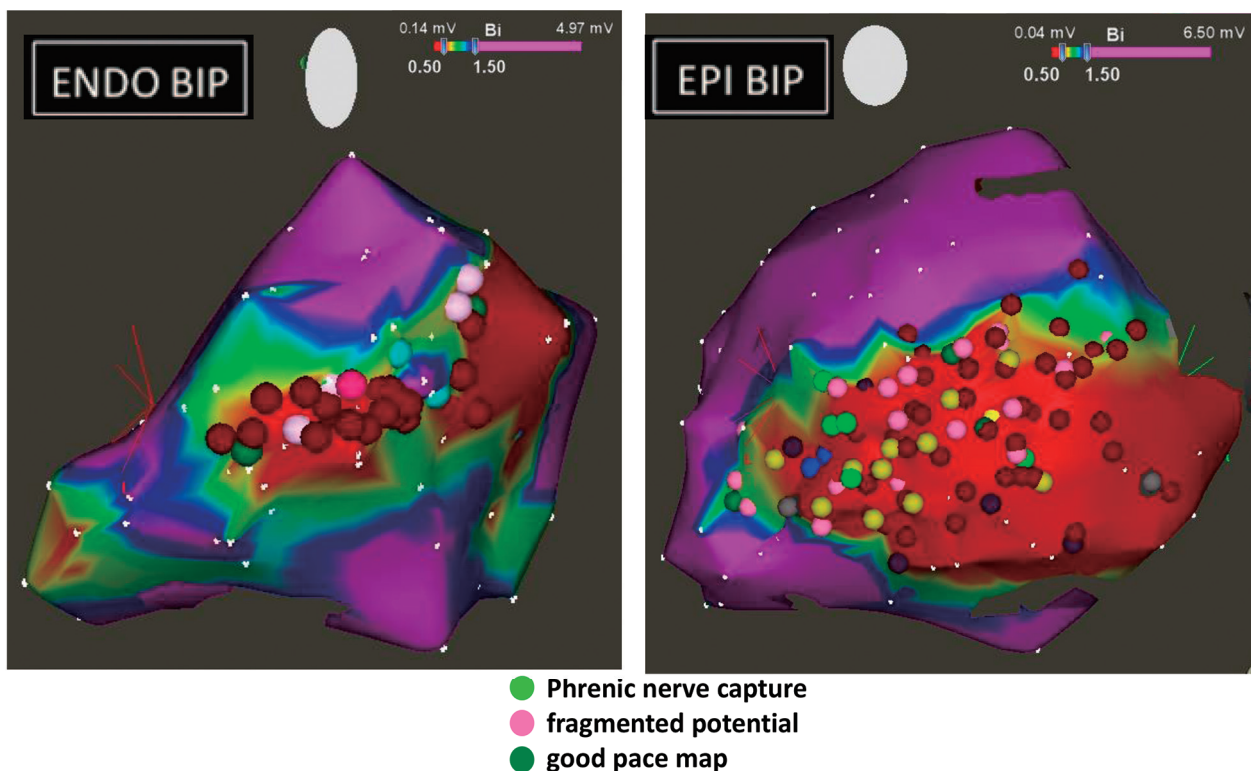 ENDO BIP
0.14 mV Bi 4.97 mV
0.50 1.50
EPI BIP
0.04 mV Bi 6.50 mV
0.50 1.50
Phrenic nerve capture
fragmented potential
good pace map